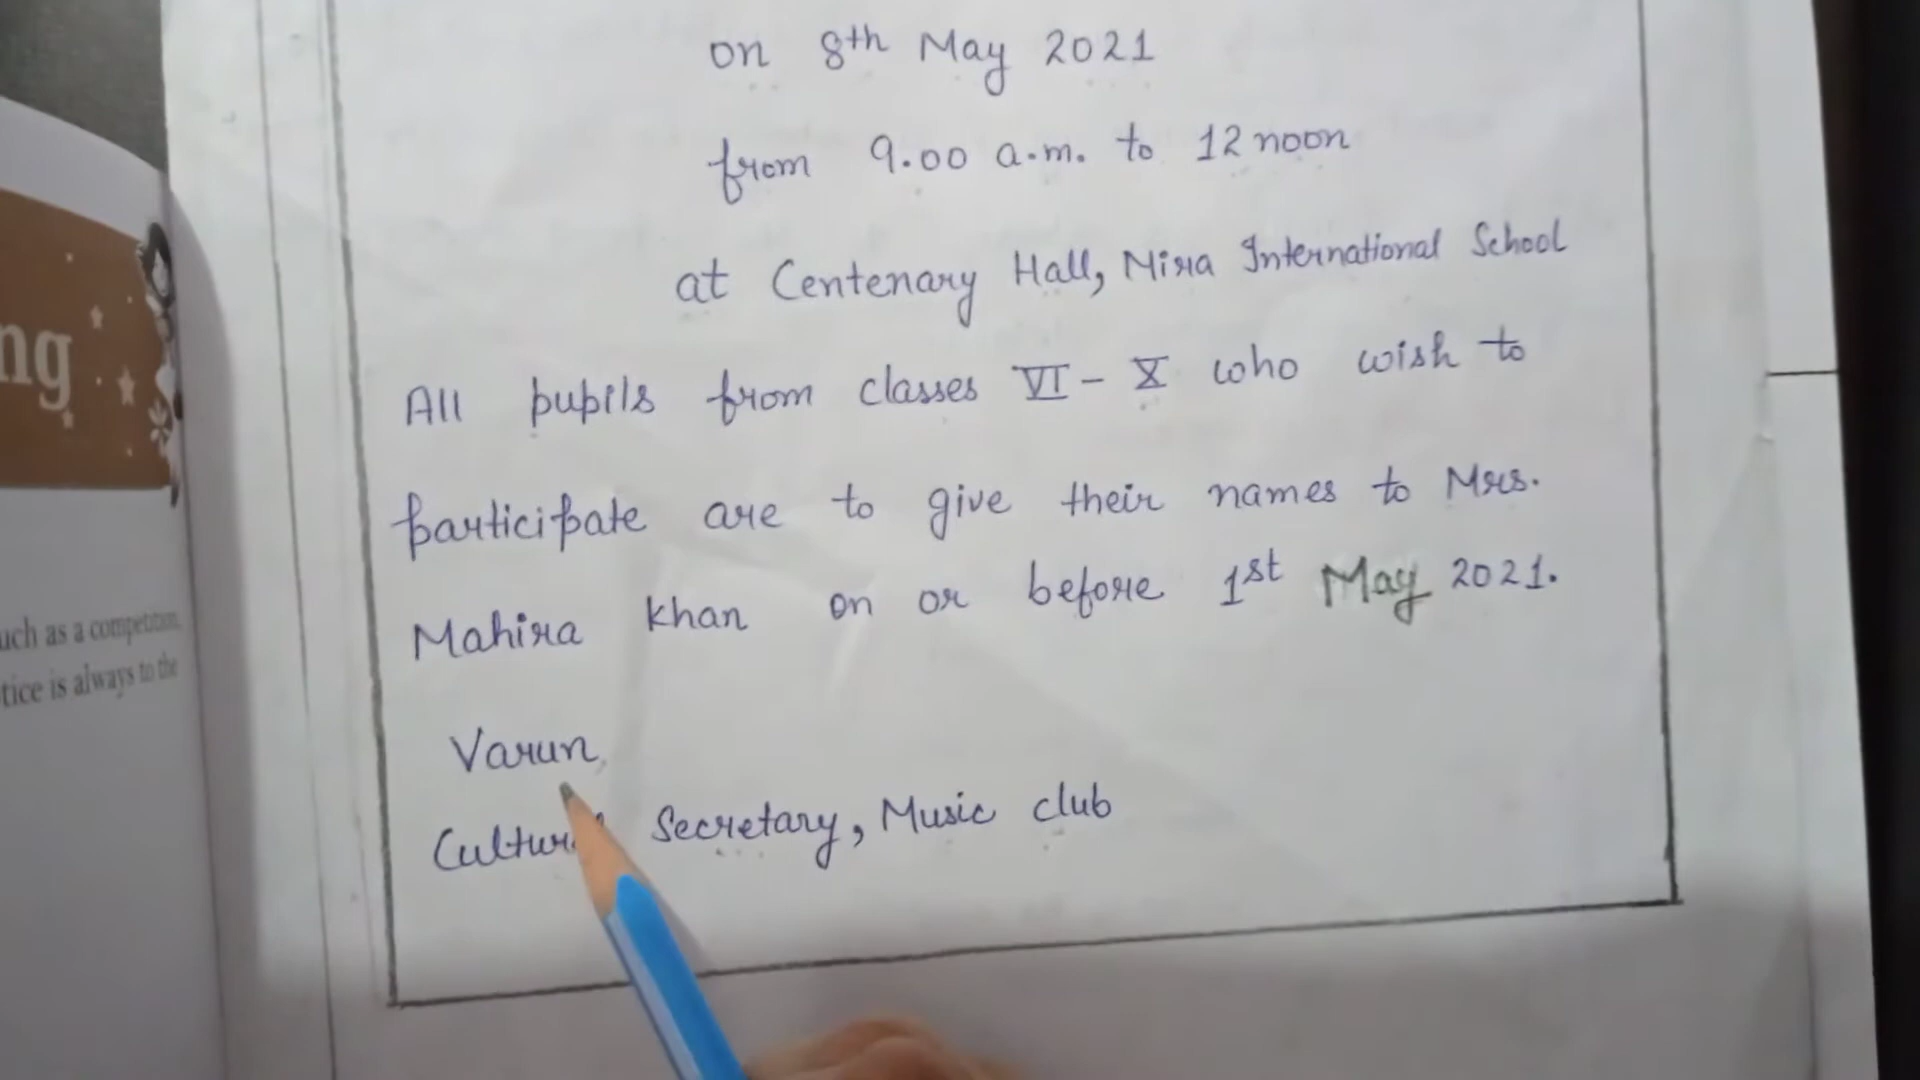 on 8th May 2021
from 9.00 a.m. to 12 noon
at Centenary Hall, Nira International School
All pupils from classes VI - X who wish to
participate are to give their names to Mrs.
Mahira khan on or before 1st May 2021.
Varun,
Secretary, Music club
ng
such as a competition,
tice is always to the